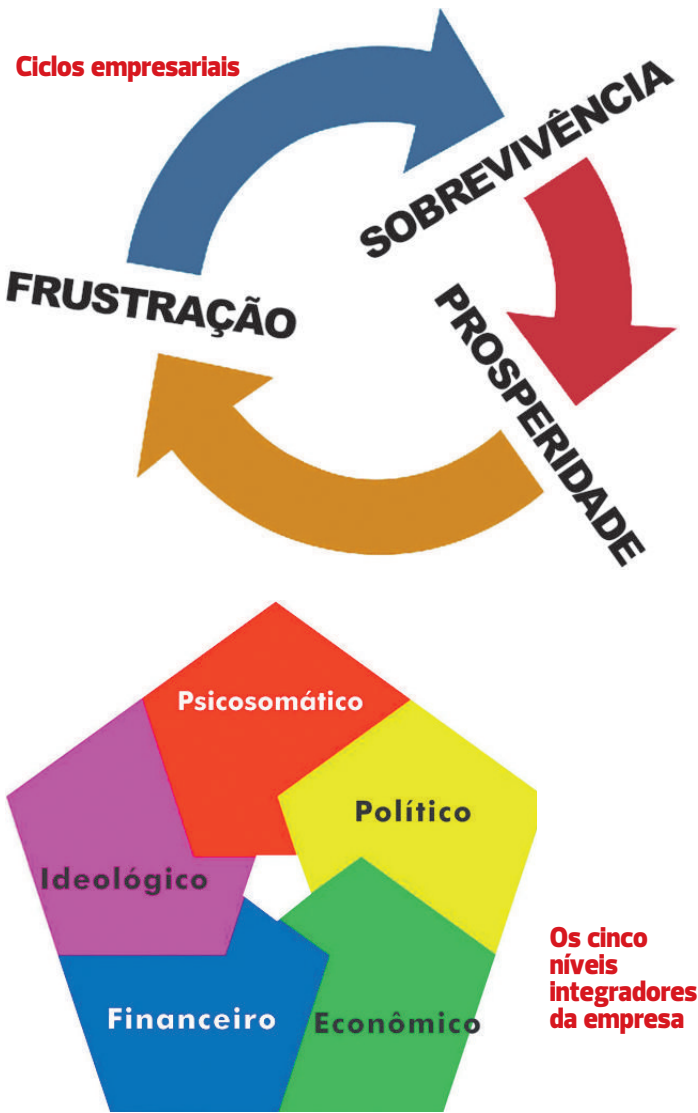 Ciclos empresariais
SOBREVIVÊNCIA
PROSPERIDADE
FRUSTRAÇÃO
Psicosomático
Político
Ideológico
Financeiro
Econômico
Os cinco
níveis
integradores
da empresa